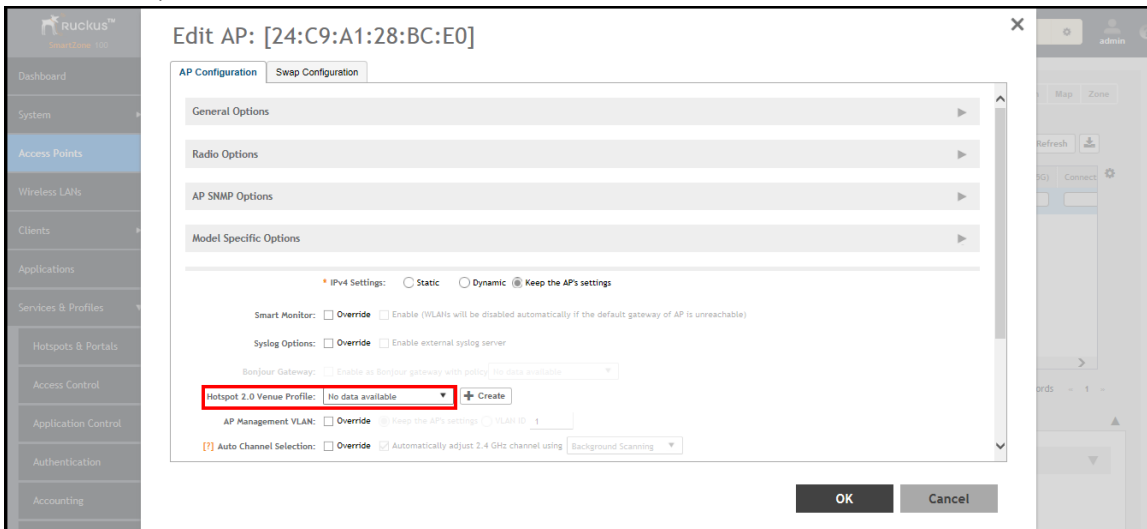 Ruckus™
SmartZone 100
admin
Edit AP: [24:C9:A1:28:BC:E0]
AP Configuration
Swap Configuration
Dashboard
System
Access Points
Wireless LANs
Clients
Applications
Services & Profiles
Hotspots & Portals
Access Control
Application Control
Authentication
Accounting
General Options
Radio Options
AP SNMP Options
Model Specific Options
* IPv4 Settings: Static Dynamic Keep the AP's settings
Smart Monitor: Override Enable (WLANs will be disabled automatically if the default gateway of AP is unreachable)
Syslog Options: Override Enable external syslog server
Bonjour Gateway: Enable as Bonjour gateway with policy No data available
Hotspot 2.0 Venue Profile: No data available + Create
AP Management VLAN: Override Keep the AP's settings VLAN ID 1
[?] Auto Channel Selection: Override Automatically adjust 2.4 GHz channel using Background Scanning
OK
Cancel
Map
Zone
Refresh
5G)
Connect
ords
1